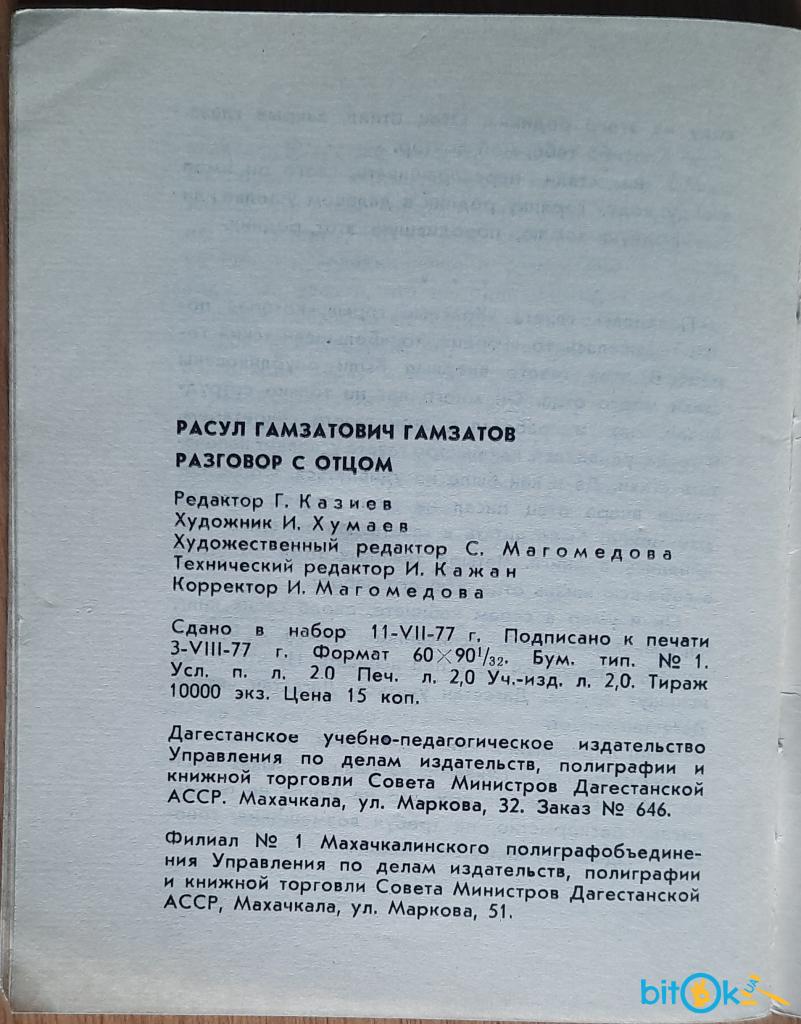 РАСУЛ ГАМЗАТОВИЧ ГАМЗАТОВ
РАЗГОВОР С ОТЦОМ
Редактор Г. Казиев
Художник И. Хумаев
Художественный редактор С. Магомедова
Технический редактор И. Кажан
Корректор И. Магомедова
Сдано в набор 11-VII-77 г. Подписано к печати
3-VIII-77 г. Формат 60×90¹/₃₂. Бум. тип. № 1.
Усл. п. л. 2.0 Печ. л. 2,0 Уч.-изд. л. 2,0. Тираж
10000 экз. Цена 15 коп.
Дагестанское учебно-педагогическое издательство
Управления по делам издательств, полиграфии и
книжной торговли Совета Министров Дагестанской
АССР. Махачкала, ул. Маркова, 32. Заказ № 646.
Филиал № 1 Махачкалинского полиграфобъедине-
ния Управления по делам издательств, полиграфии
и книжной торговли Совета Министров Дагестанской
АССР, Махачкала, ул. Маркова, 51.
bitOk UA